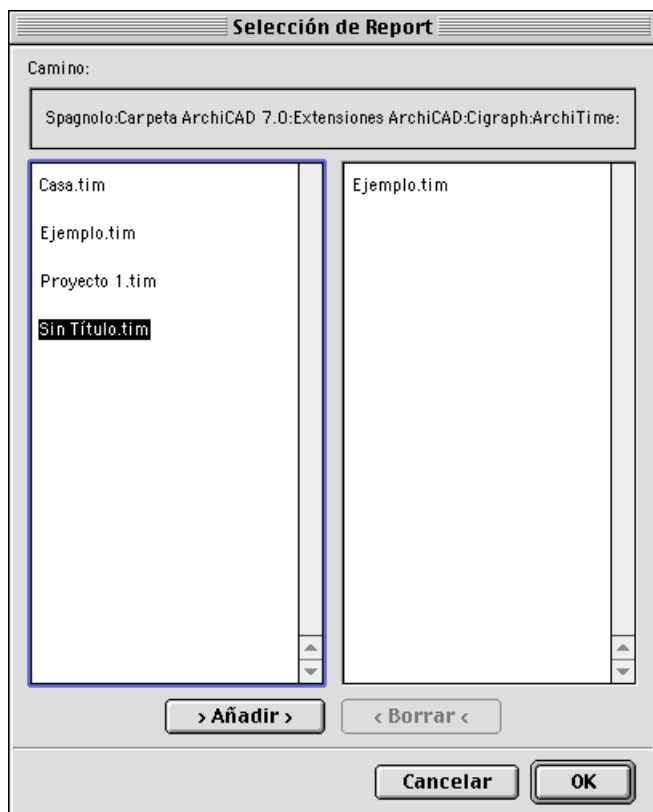 Selección de Report
Camino:
Spagnolo:Carpeta ArchiCAD 7.0:Extensiones ArchiCAD:Cigraph:ArchiTime:
Casa.tim
Ejemplo.tim
Proyecto 1.tim
Sin Título.tim
Ejemplo.tim
› Añadir ›
‹ Borrar ‹
Cancelar
OK